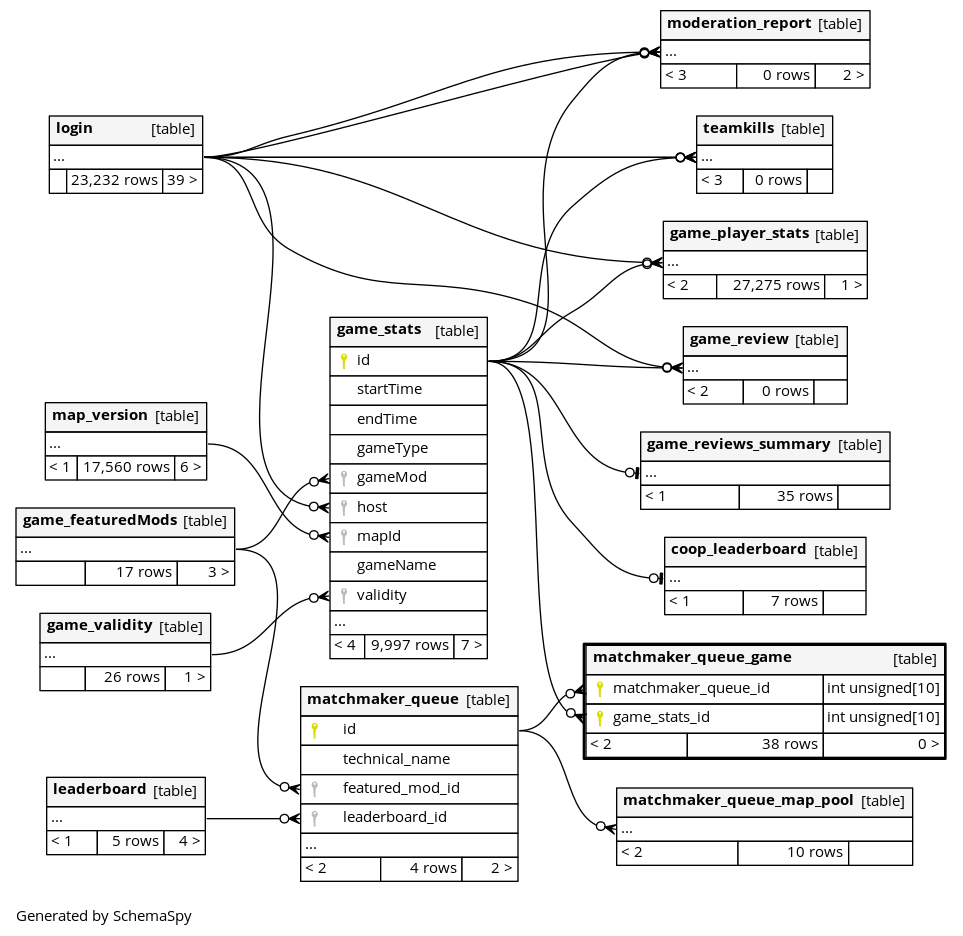 moderation_report [table]
...
< 3 0 rows 2 >
login [table]
...
23,232 rows 39 >
teamkills [table]
...
< 3 0 rows
game_player_stats [table]
...
< 2 27,275 rows 1 >
game_stats [table]
id
startTime
endTime
gameType
gameMod
host
mapId
gameName
validity
...
< 4 9,997 rows 7 >
game_review [table]
...
< 2 0 rows
map_version [table]
...
< 1 17,560 rows 6 >
game_reviews_summary [table]
...
< 1 35 rows
game_featuredMods [table]
...
17 rows 3 >
coop_leaderboard [table]
...
< 1 7 rows
game_validity [table]
...
26 rows 1 >
matchmaker_queue_game [table]
matchmaker_queue_id int unsigned[10]
game_stats_id int unsigned[10]
< 2 38 rows 0 >
matchmaker_queue [table]
id
technical_name
featured_mod_id
leaderboard_id
...
< 2 4 rows 2 >
leaderboard [table]
...
< 1 5 rows 4 >
matchmaker_queue_map_pool [table]
...
< 2 10 rows
Generated by SchemaSpy